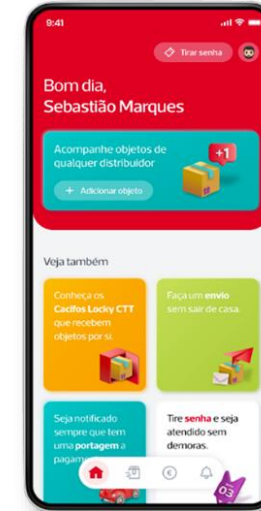 9:41
Tirar senha
Bom dia,
Sebastião Marques
Acompanhe objetos de
qualquer distribuidor
+1
+ Adicionar objeto
Veja também
Conheça os
Cacifos Locky CTT
que recebem
objetos por si.
Faça um envio
sem sair de casa.
Seja notificado
sempre que tem
uma portagem a
Tire senha e seja
atendido sem
demoras.
03